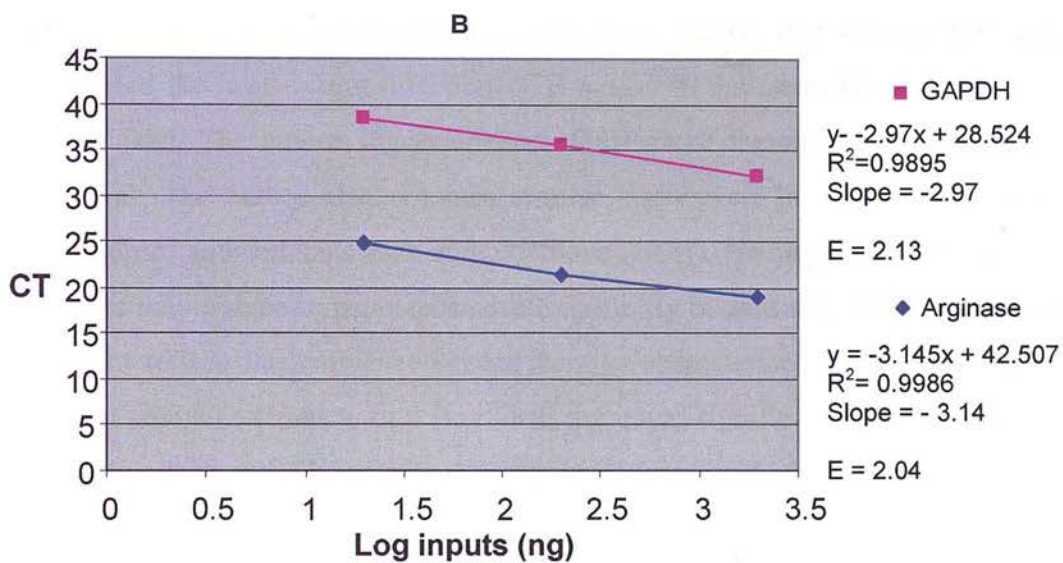 B
45
40
35
30
25
20
15
10
5
0
CT
0 0.5 1 1.5 2 2.5 3 3.5
Log inputs (ng)
GAPDH
y- -2.97x + 28.524
R²=0.9895
Slope = -2.97
E = 2.13
Arginase
y = -3.145x + 42.507
R²= 0.9986
Slope = - 3.14
E = 2.04